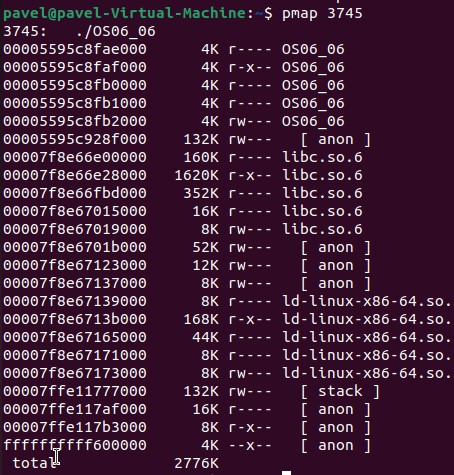 pavel@pavel-Virtual-Machine:~$ pmap 3745
3745:   ./OS06_06
00005595c8fae000      4K r---- OS06_06
00005595c8faf000      4K r-x-- OS06_06
00005595c8fb0000      4K r---- OS06_06
00005595c8fb1000      4K r---- OS06_06
00005595c8fb2000      4K rw--- OS06_06
00005595c928f000    132K rw---   [ anon ]
00007f8e66e00000    160K r---- libc.so.6
00007f8e66e28000   1620K r-x-- libc.so.6
00007f8e66fbd000    352K r---- libc.so.6
00007f8e67015000     16K r---- libc.so.6
00007f8e67019000      8K rw--- libc.so.6
00007f8e6701b000     52K rw---   [ anon ]
00007f8e67123000     12K rw---   [ anon ]
00007f8e67137000      8K rw---   [ anon ]
00007f8e67139000      8K r---- ld-linux-x86-64.so.
00007f8e6713b000    168K r-x-- ld-linux-x86-64.so.
00007f8e67165000     44K r---- ld-linux-x86-64.so.
00007f8e67171000      8K r---- ld-linux-x86-64.so.
00007f8e67173000      8K rw--- ld-linux-x86-64.so.
00007ffe11777000    132K rw---   [ stack ]
00007ffe117af000     16K r----   [ anon ]
00007ffe117b3000      8K r-x--   [ anon ]
ffffffffff600000      4K --x--   [ anon ]
 total             2776K